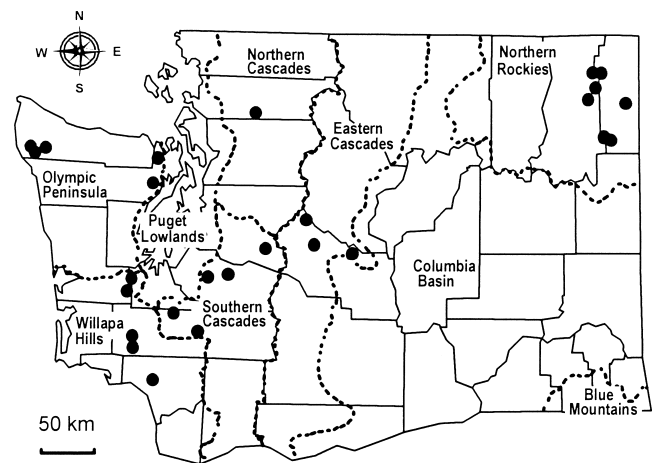 N
W E
S
Northern
Cascades
Northern
Rockies
Eastern
Cascades
Olympic
Peninsula
Puget
Lowlands
Columbia
Basin
Southern
Cascades
Willapa
Hills
Blue
Mountains
50 km